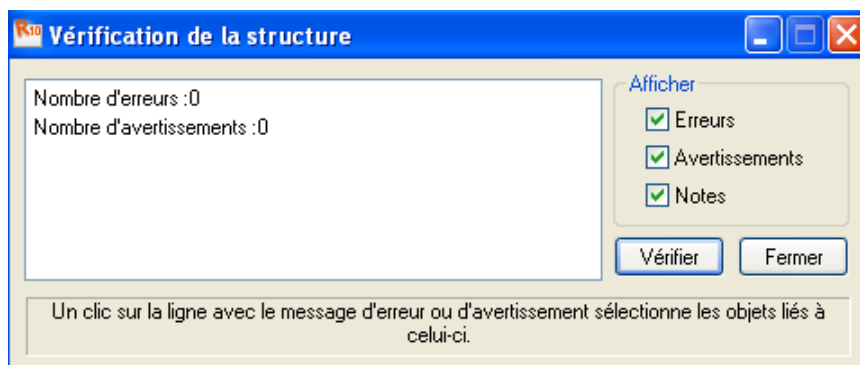 R10 Vérification de la structure
Nombre d'erreurs :0
Nombre d'avertissements :0
Afficher
Erreurs
Avertissements
Notes
Vérifier
Fermer
Un clic sur la ligne avec le message d'erreur ou d'avertissement sélectionne les objets liés à
celui-ci.